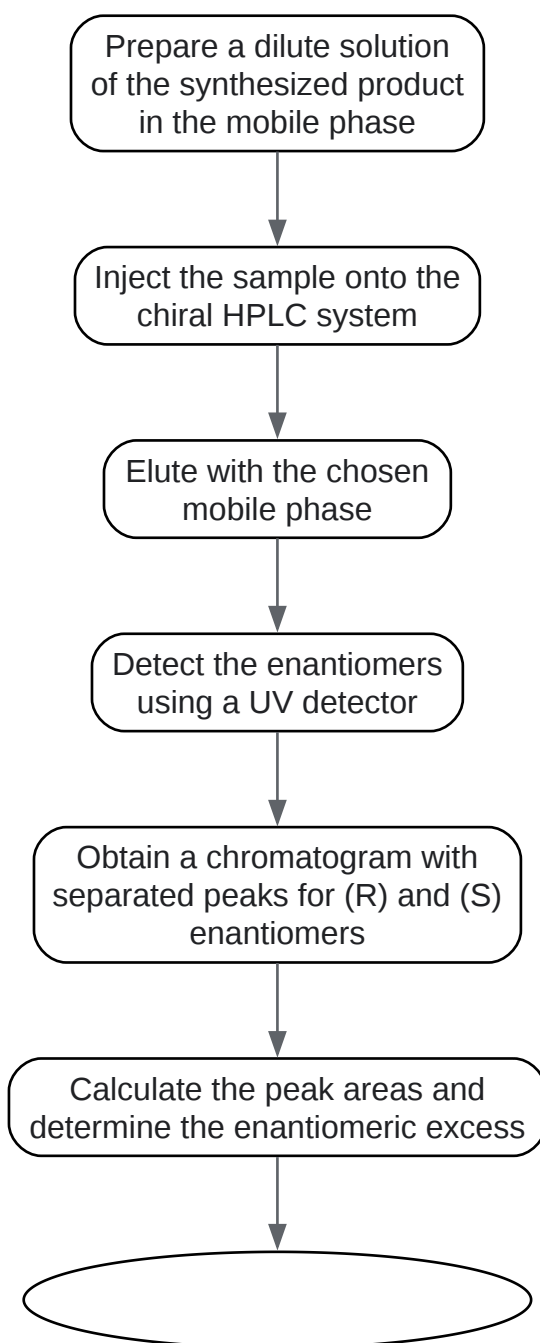 Prepare a dilute solution
of the synthesized product
in the mobile phase
Inject the sample onto the
chiral HPLC system
Elute with the chosen
mobile phase
Detect the enantiomers
using a UV detector
Obtain a chromatogram with
separated peaks for (R) and (S)
enantiomers
Calculate the peak areas and
determine the enantiomeric excess